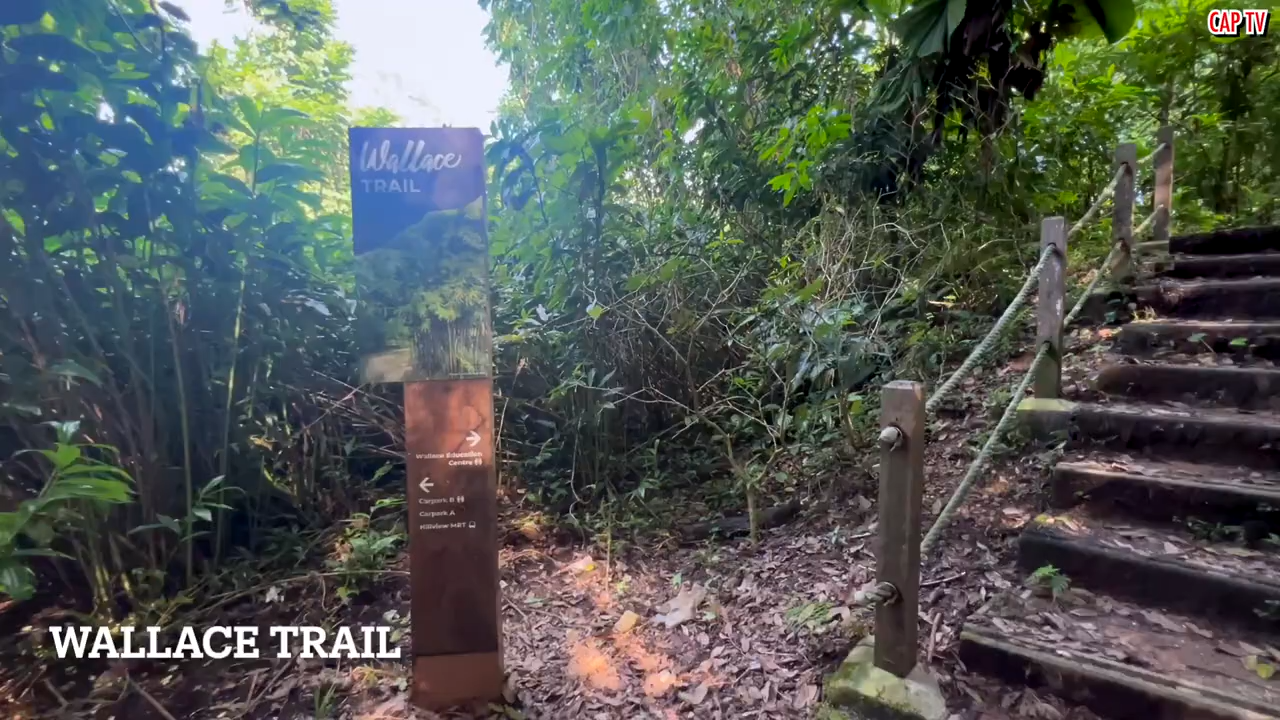 CAP TV
Wallace
TRAIL
Wallace Education
Centre
Carpark B
Carpark A
Hillview MRT
WALLACE TRAIL